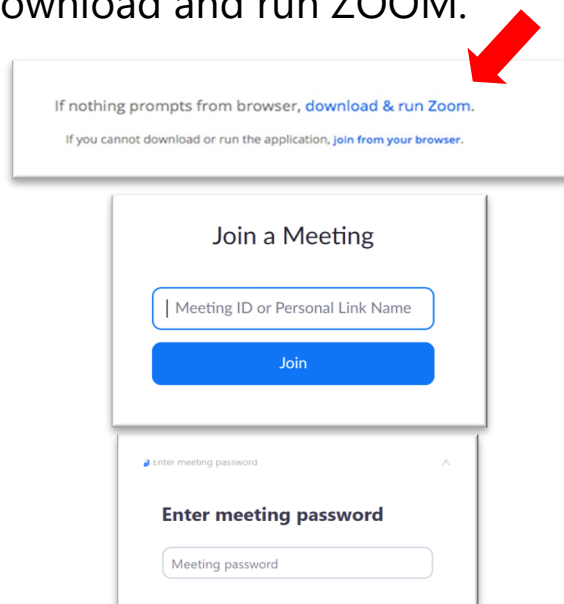 ownload and run ZOOM.
If nothing prompts from browser, download & run Zoom.
If you cannot download or run the application, join from your browser.
Join a Meeting
Meeting ID or Personal Link Name
Join
Enter meeting password
Enter meeting password
Meeting password